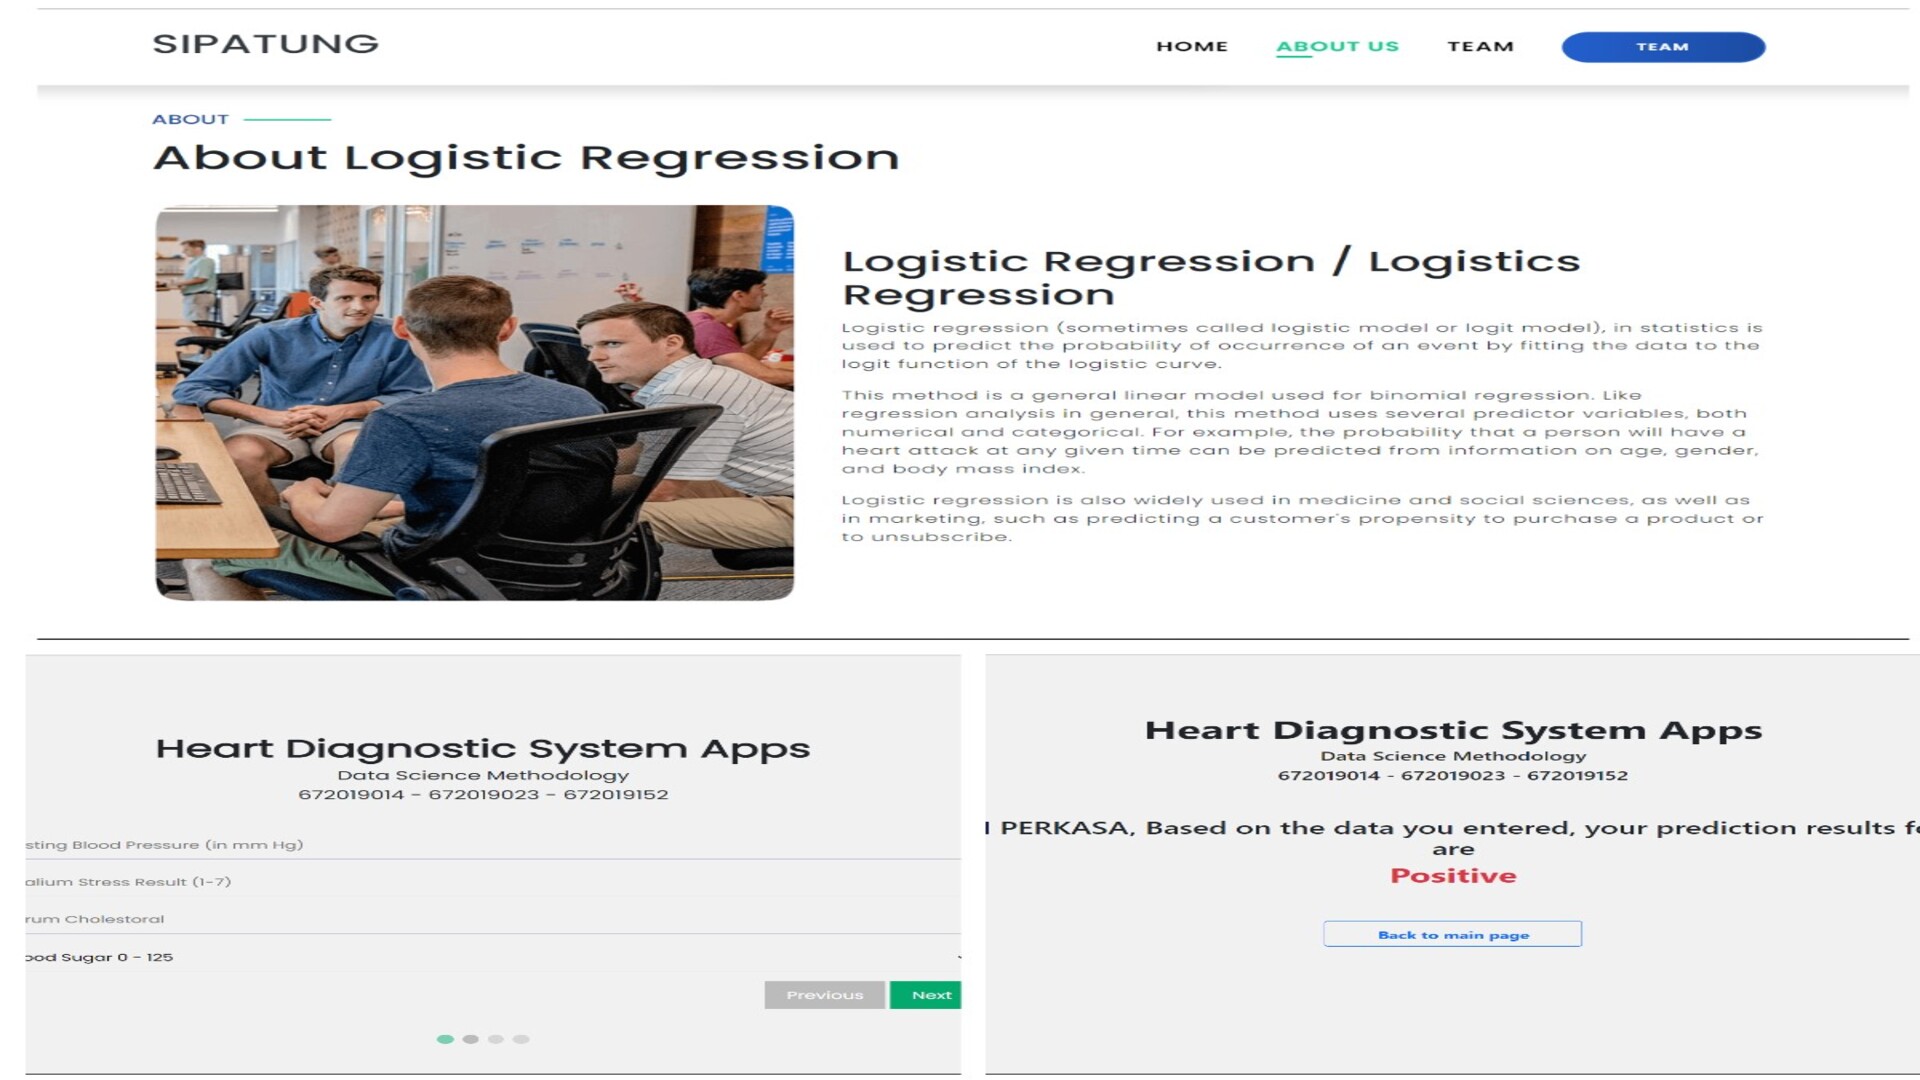 SIPATUNG
HOME ABOUT US TEAM TEAM
ABOUT
About Logistic Regression
Logistic Regression / Logistics
Regression
Logistic regression (sometimes called logistic model or logit model), in statistics is
used to predict the probability of occurrence of an event by fitting the data to the
logit function of the logistic curve.
This method is a general linear model used for binomial regression. Like
regression analysis in general, this method uses several predictor variables, both
numerical and categorical. For example, the probability that a person will have a
heart attack at any given time can be predicted from information on age, gender,
and body mass index.
Logistic regression is also widely used in medicine and social sciences, as well as
in marketing, such as predicting a customer's propensity to purchase a product or
to unsubscribe.
Heart Diagnostic System Apps
Data Science Methodology
672019014 - 672019023 - 672019152
sting Blood Pressure (in mm Hg)
alium Stress Result (1-7)
rum Cholestoral
ood Sugar 0 - 125
Previous Next
Heart Diagnostic System Apps
Data Science Methodology
672019014 - 672019023 - 672019152
PERKASA, Based on the data you entered, your prediction results
are
Positive
Back to main page